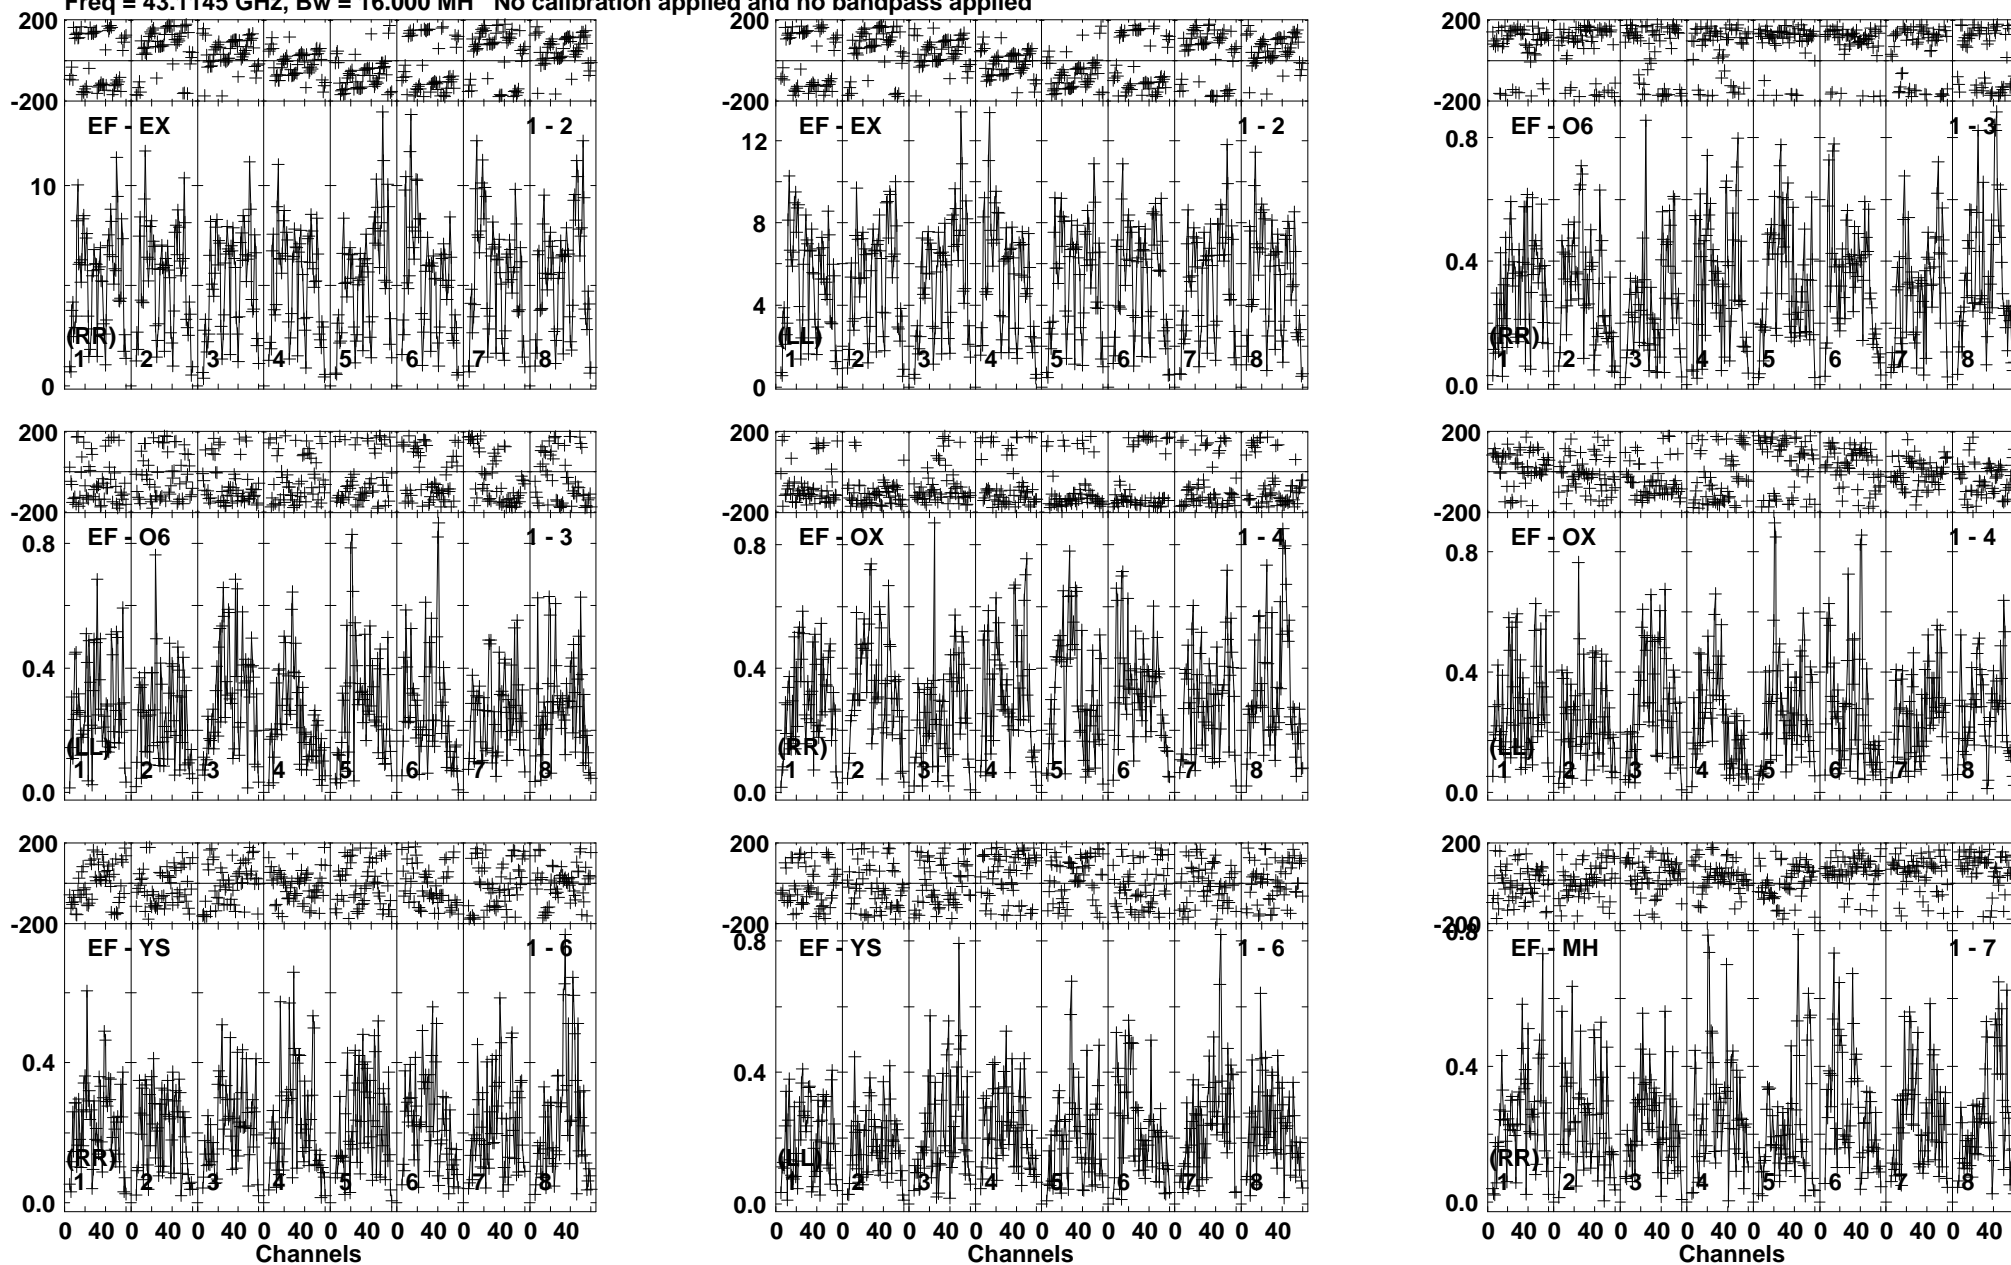 Freq = 43.1145 GHz, Bw = 16.000 MH No calibration applied and no bandpass applied
200
-200
EF - EX 1 - 2
10
0
(RR)
1 2 3 4 5 6 7 8
200
-200
EF - EX 1 - 2
12
8
4
0
(LL)
1 2 3 4 5 6 7 8
200
-200
EF - O6 1 - 3
0.8
0.4
0.0
(RR)
1 2 3 4 5 6 7 8
200
-200
EF - O6 1 - 3
0.8
0.4
0.0
(LL)
1 2 3 4 5 6 7 8
200
-200
EF - OX 1 - 4
0.8
0.4
0.0
(RR)
1 2 3 4 5 6 7 8
200
-200
EF - OX 1 - 4
0.8
0.4
0.0
(LL)
1 2 3 4 5 6 7 8
200
-200
EF - YS 1 - 6
0.4
0.0
(RR)
1 2 3 4 5 6 7 8
0 40 0 40 0 40 0 40 0 40 0 40 0 40 0 40
Channels
200
-200
EF - YS 1 - 6
0.8
0.4
0.0
(LL)
1 2 3 4 5 6 7 8
0 40 0 40 0 40 0 40 0 40 0 40 0 40 0 40
Channels
200
-200
EF - MH 1 - 7
0.8
0.4
0.0
(RR)
1 2 3 4 5 6 7 8
0 40 0 40 0 40 0 40 0 40 0 40 0 40 0 40
Channels